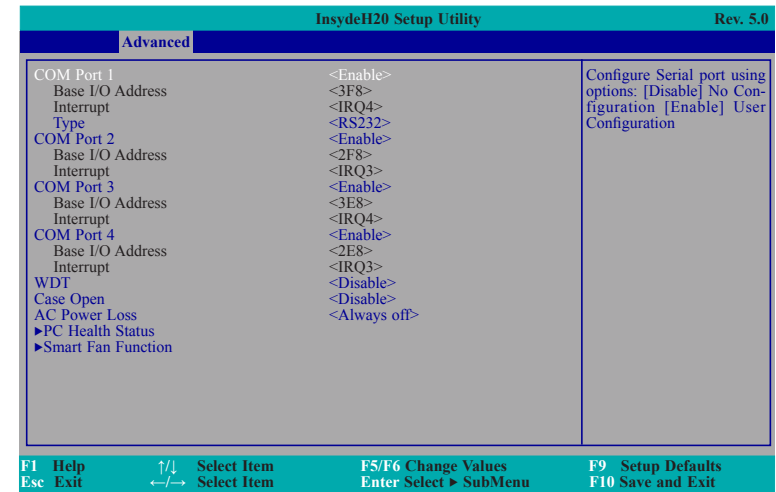 InsydeH20 Setup Utility Rev. 5.0
Advanced
COM Port 1 <Enable>
Base I/O Address <3F8>
Interrupt <IRQ4>
Type <RS232>
COM Port 2 <Enable>
Base I/O Address <2F8>
Interrupt <IRQ3>
COM Port 3 <Enable>
Base I/O Address <3E8>
Interrupt <IRQ4>
COM Port 4 <Enable>
Base I/O Address <2E8>
Interrupt <IRQ3>
WDT <Disable>
Case Open <Disable>
AC Power Loss <Always off>
►PC Health Status
►Smart Fan Function
Configure Serial port using
options: [Disable] No Con-
figuration [Enable] User
Configuration
F1 Help ↑/↓ Select Item F5/F6 Change Values F9 Setup Defaults
Esc Exit ←/→ Select Item Enter Select ► SubMenu F10 Save and Exit